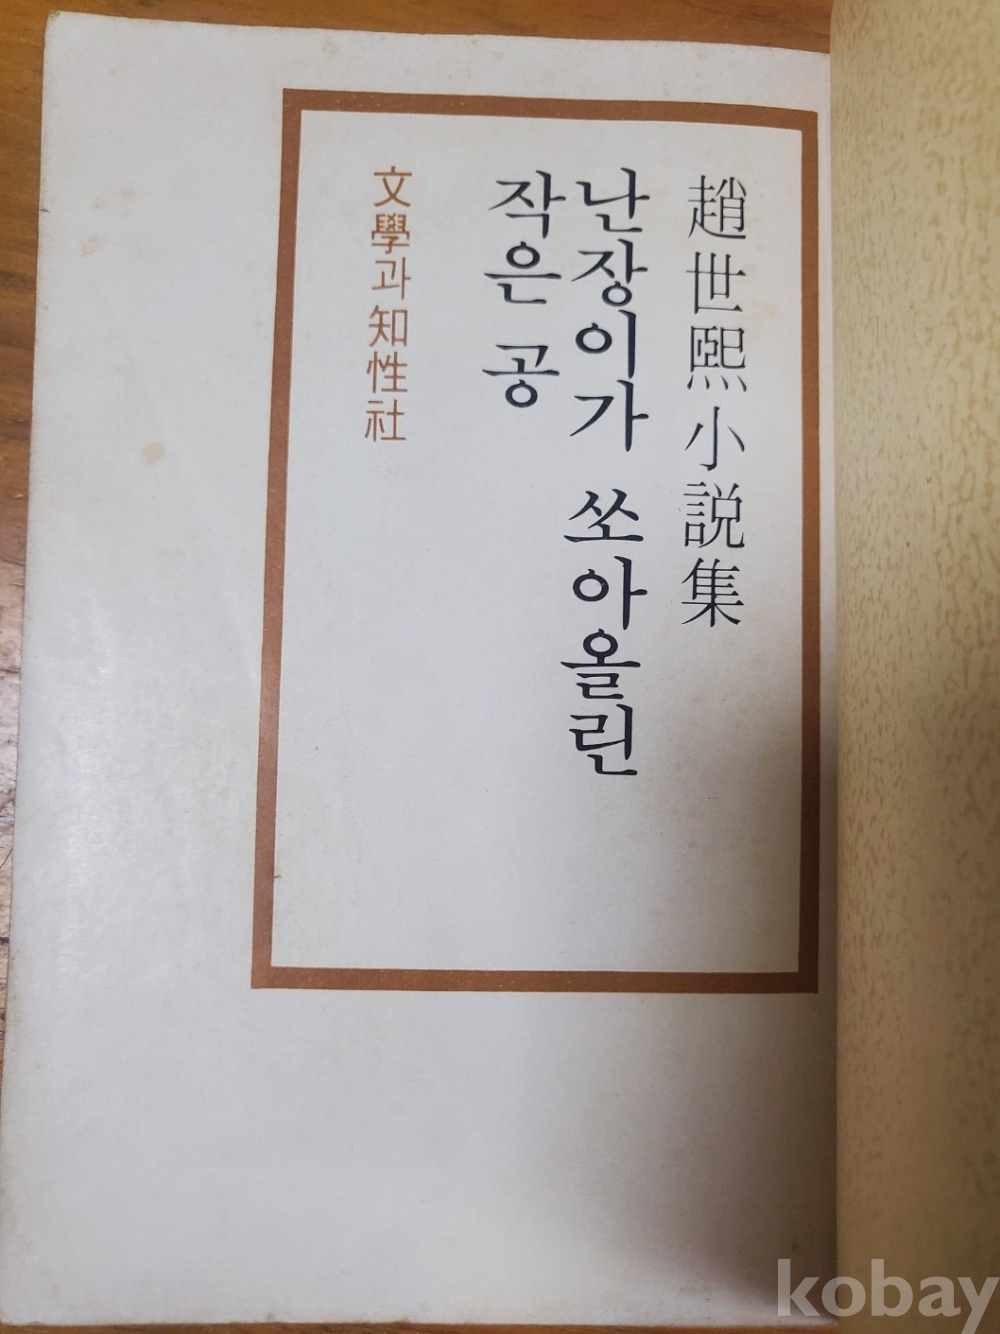 趙世熙小説集
난장이가 쏘아올린
작은 공
文學과知性社
kobay